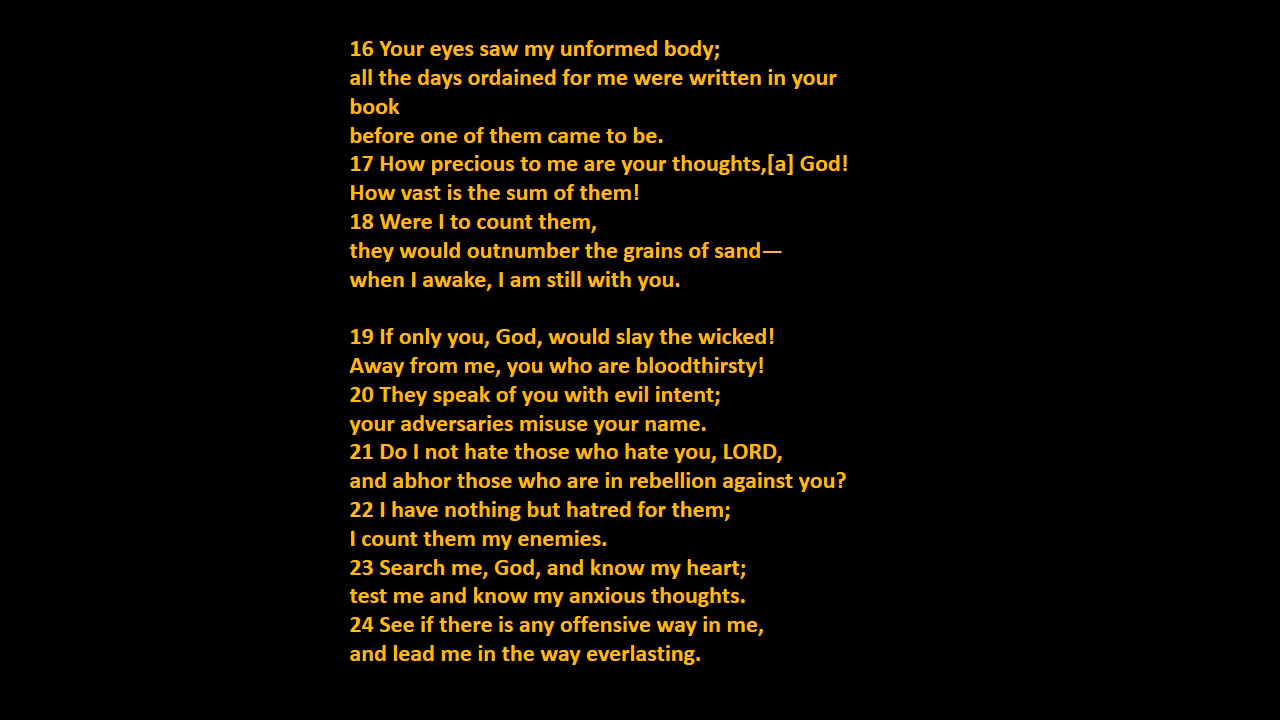 16 Your eyes saw my unformed body;
all the days ordained for me were written in your
book
before one of them came to be.
17 How precious to me are your thoughts,[a] God!
How vast is the sum of them!
18 Were I to count them,
they would outnumber the grains of sand—
when I awake, I am still with you.

19 If only you, God, would slay the wicked!
Away from me, you who are bloodthirsty!
20 They speak of you with evil intent;
your adversaries misuse your name.
21 Do I not hate those who hate you, LORD,
and abhor those who are in rebellion against you?
22 I have nothing but hatred for them;
I count them my enemies.
23 Search me, God, and know my heart;
test me and know my anxious thoughts.
24 See if there is any offensive way in me,
and lead me in the way everlasting.